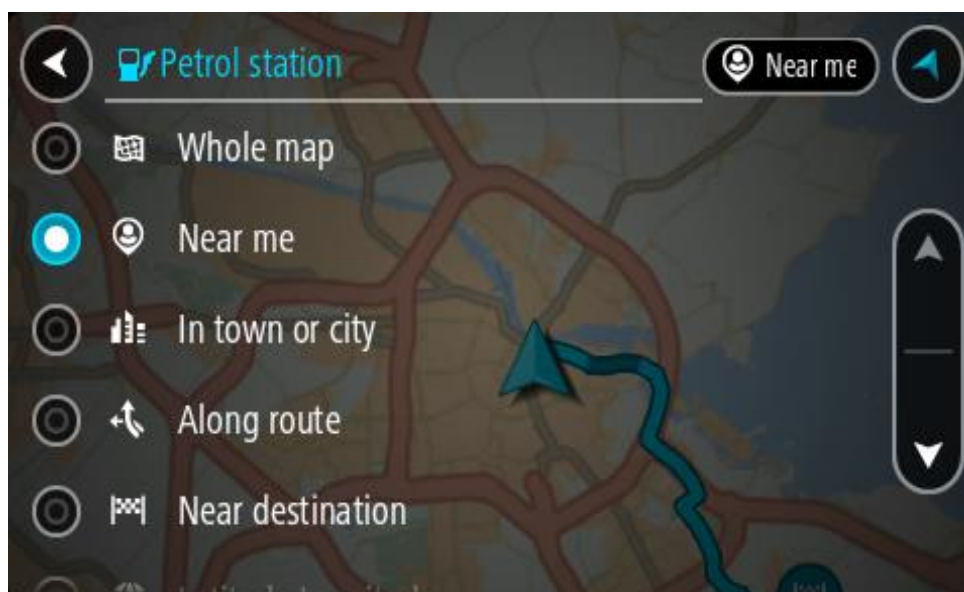 Petrol station
Near me
Whole map
Near me
In town or city
Along route
Near destination